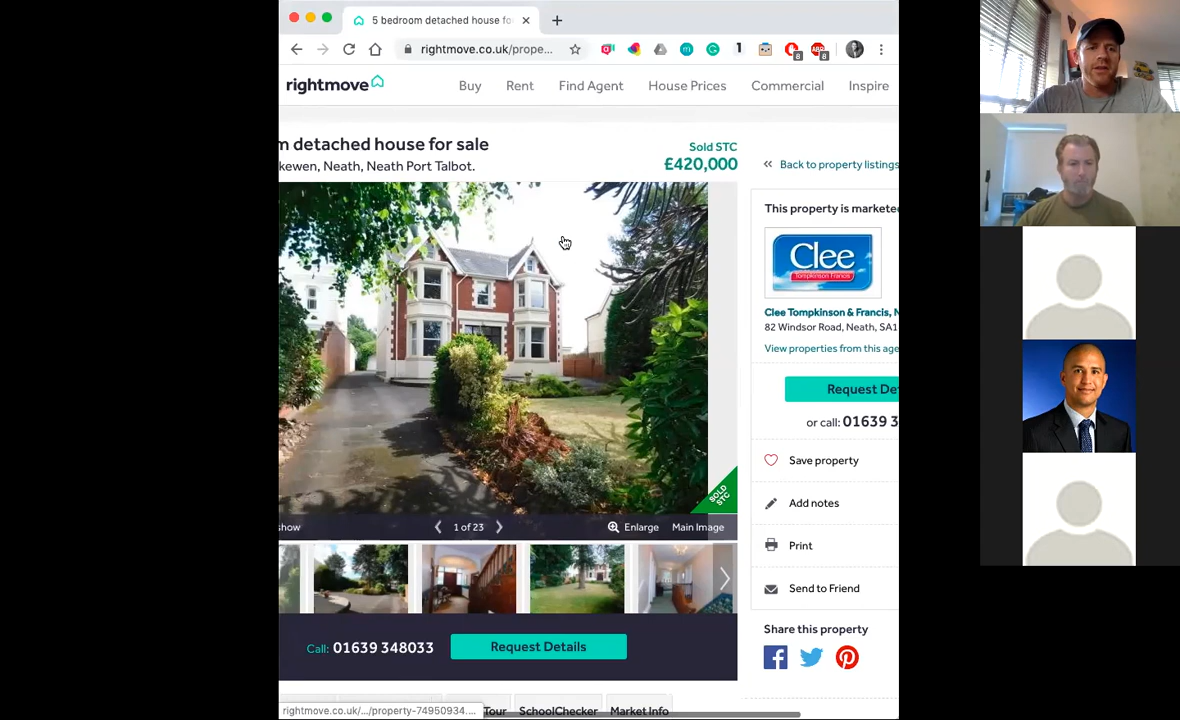 5 bedroom detached house fo
rightmove.co.uk/prope...
rightmove
Buy
Rent
Find Agent
House Prices
Commercial
Inspire
m detached house for sale
kewen, Neath, Neath Port Talbot.
Sold STC
£420,000
Back to property listings
This property is markete
Clee
Tompkinson Francis
Clee Tompkinson & Francis, N
82 Windsor Road, Neath, SA1
View properties from this age
Request De
or call: 01639 3
Save property
Add notes
Print
Send to Friend
Share this property
SOLD
STC
show
1 of 23
Enlarge
Main Image
Call: 01639 348033
Request Details
rightmove.co.uk/.../property-74950934....
Tour
SchoolChecker
Market Info
1
8
ABP
8